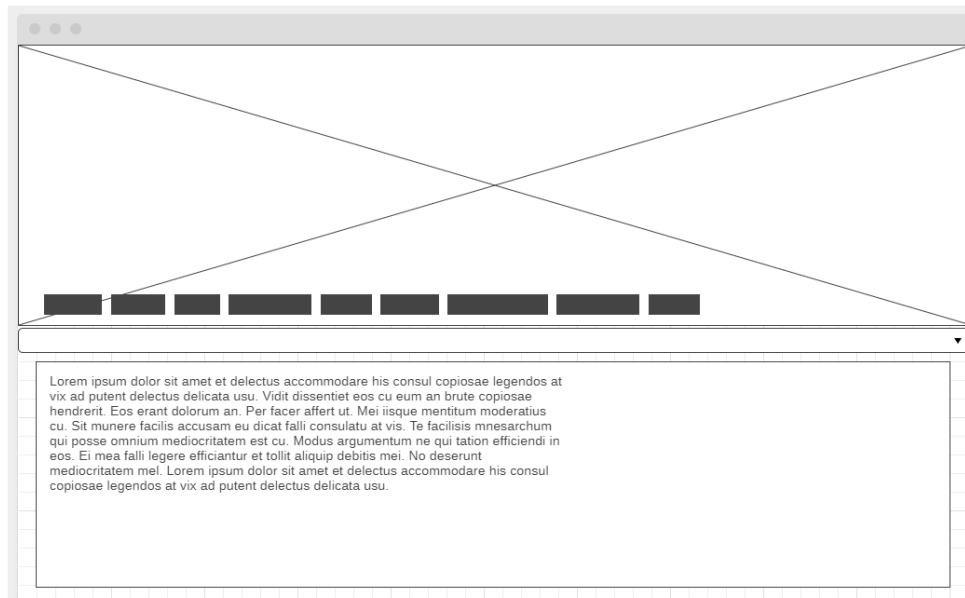 Lorem ipsum dolor sit amet et delectus accommodare his consul copiosae legendos at
vix ad putent delectus delicata usu. Vidit dissentiet eos cu eum an brute copiosae
hendrerit. Eos erant dolorum an. Per facer affert ut. Mei iisque mentitum moderatius
cu. Sit munere facilis accusam eu dicat falli consulatu at vis. Te facilisis mnesarchum
qui posse omnium mediocritatem est cu. Modus argumentum ne qui tation efficiendi in
eos. Ei mea falli legere efficiantur et tollit aliquip debitis mei. No deserunt
mediocritatem mel. Lorem ipsum dolor sit amet et delectus accommodare his consul
copiosae legendos at vix ad putent delectus delicata usu.